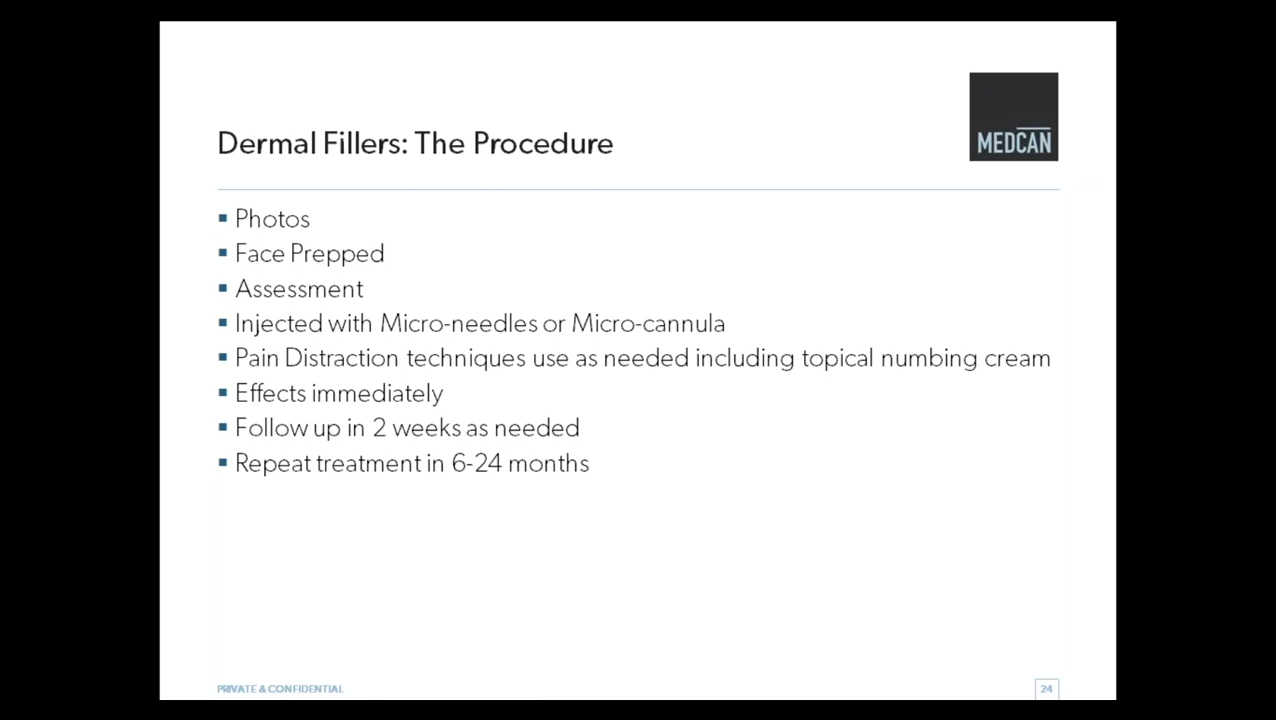 MEDCAN
Dermal Fillers: The Procedure
▪ Photos
▪ Face Prepped
▪ Assessment
▪ Injected with Micro-needles or Micro-cannula
▪ Pain Distraction techniques use as needed including topical numbing cream
▪ Effects immediately
▪ Follow up in 2 weeks as needed
▪ Repeat treatment in 6-24 months
PRIVATE & CONFIDENTIAL
24